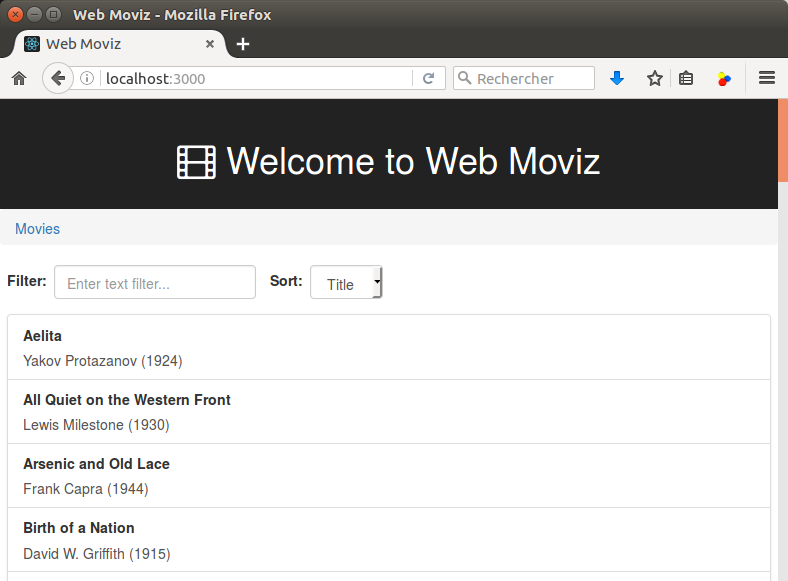 Web Moviz - Mozilla Firefox
Web Moviz
localhost:3000
Rechercher
Welcome to Web Moviz
Movies
Filter: Enter text filter... Sort: Title
Aelita
Yakov Protazanov (1924)
All Quiet on the Western Front
Lewis Milestone (1930)
Arsenic and Old Lace
Frank Capra (1944)
Birth of a Nation
David W. Griffith (1915)